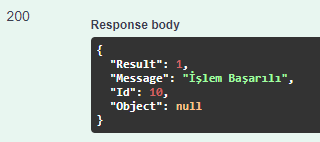 200
Response body
{
"Result": 1,
"Message": "İşlem Başarılı",
"Id": 10,
"Object": null
}